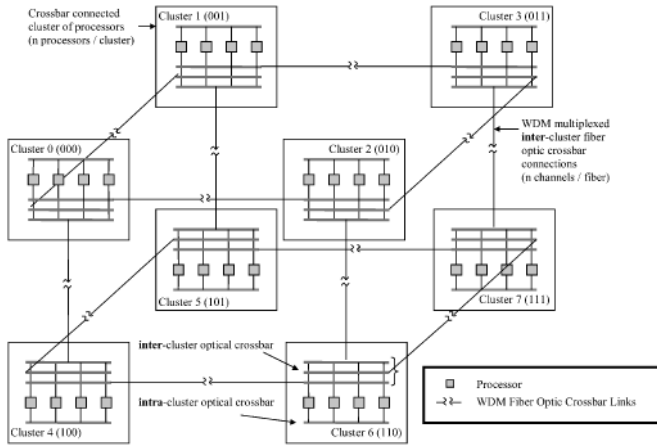 Crossbar connected
cluster of processors
(n processors / cluster)
Cluster 1 (001)
Cluster 3 (011)
WDM multiplexed
inter-cluster fiber
optic crossbar
connections
(n channels / fiber)
Cluster 0 (000)
Cluster 2 (010)
Cluster 5 (101)
Cluster 7 (111)
inter-cluster optical crossbar
intra-cluster optical crossbar
Cluster 4 (100)
Cluster 6 (110)
Processor
WDM Fiber Optic Crossbar Links